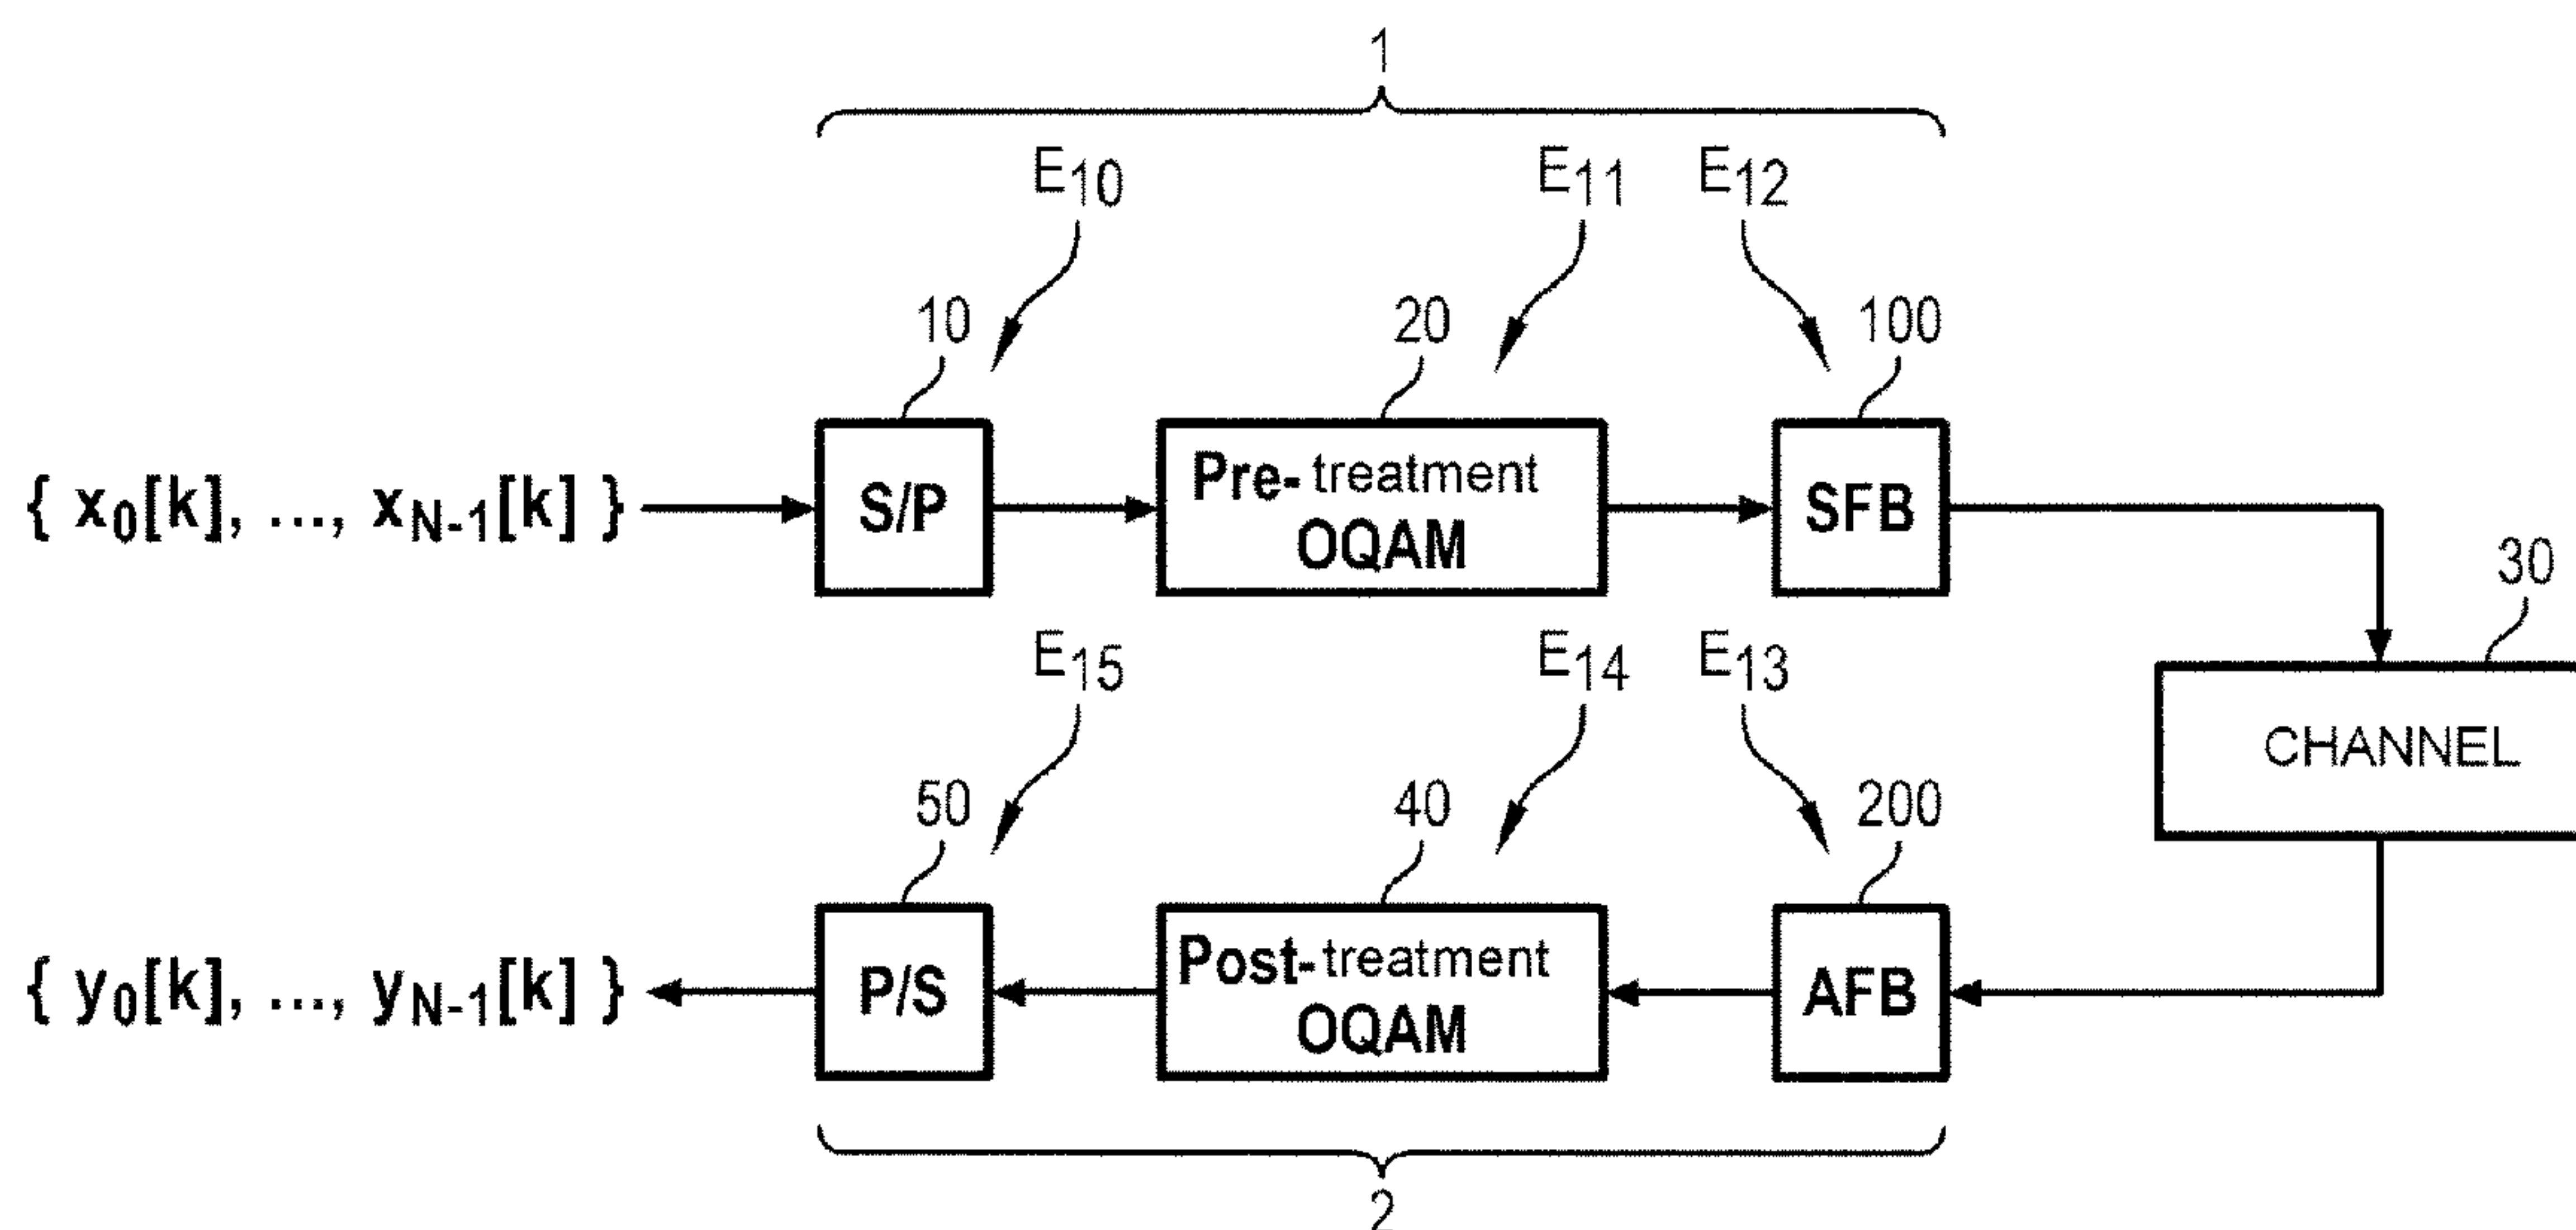 1
E10 E11 E12
10 20 100
{ x0[k], ..., xN-1[k] } S/P Pre-treatment OQAM SFB
30
E15 E14 E13
CHANNEL
50 40 200
{ y0[k], ..., yN-1[k] } P/S Post-treatment OQAM AFB
2